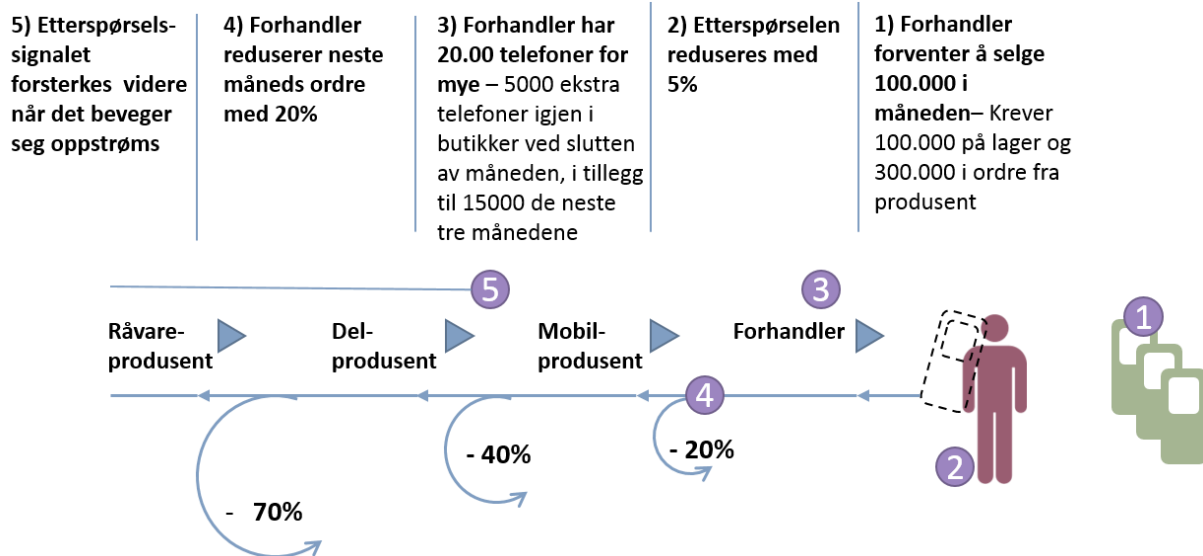 5) Etterspørsels-
signalet
forsterkes videre
når det beveger
seg oppstrøms
4) Forhandler
reduserer neste
måneds ordre
med 20%
3) Forhandler har
20.00 telefoner for
mye – 5000 ekstra
telefoner igjen i
butikker ved slutten
av måneden, i tillegg
til 15000 de neste
tre månedene
2) Etterspørselen
reduseres med
5%
1) Forhandler
forventer å selge
100.000 i
måneden– Krever
100.000 på lager og
300.000 i ordre fra
produsent
5
3
1
Råvare-
produsent
Del-
produsent
Mobil-
produsent
Forhandler
4
- 70%
- 40%
- 20%
2